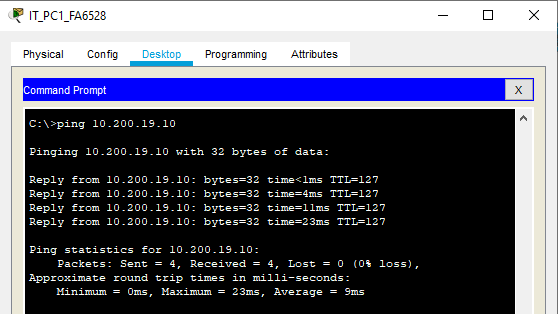 IT_PC1_FA6528
Physical Config Desktop Programming Attributes
Command Prompt X
C:\>ping 10.200.19.10
Pinging 10.200.19.10 with 32 bytes of data:
Reply from 10.200.19.10: bytes=32 time<1ms TTL=127
Reply from 10.200.19.10: bytes=32 time=4ms TTL=127
Reply from 10.200.19.10: bytes=32 time=11ms TTL=127
Reply from 10.200.19.10: bytes=32 time=23ms TTL=127
Ping statistics for 10.200.19.10:
Packets: Sent = 4, Received = 4, Lost = 0 (0% loss),
Approximate round trip times in milli-seconds:
Minimum = 0ms, Maximum = 23ms, Average = 9ms